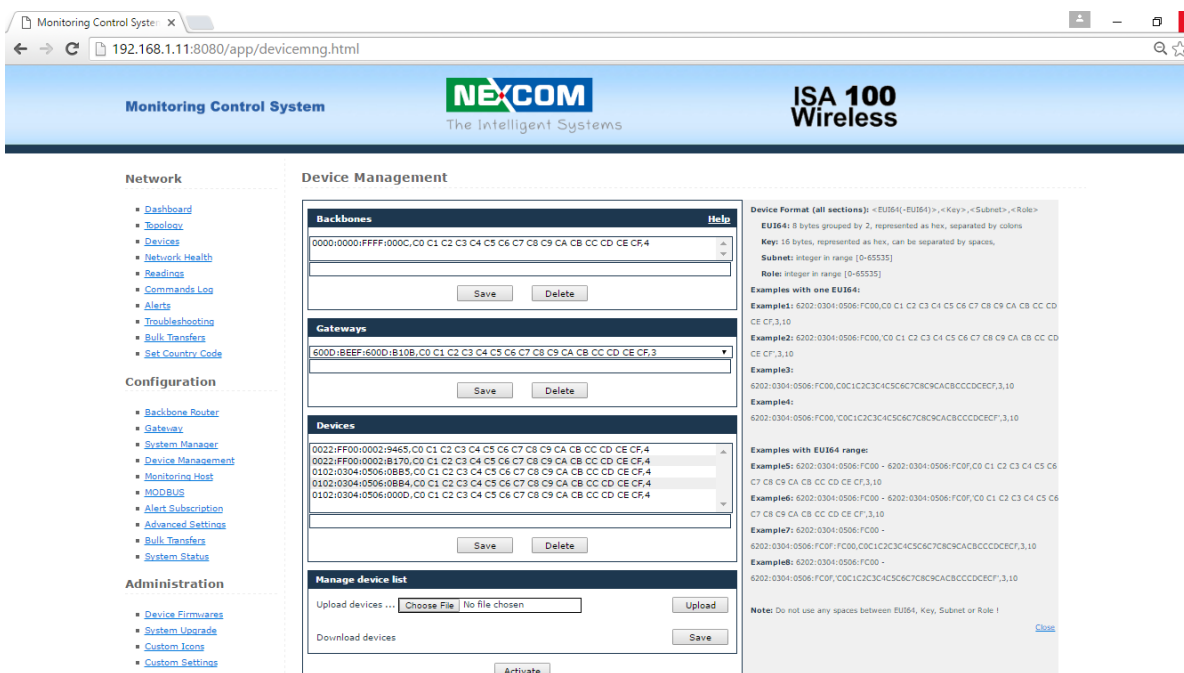 Monitoring Control System
192.168.1.11:8080/app/devicemng.html
Monitoring Control System
NEXCOM
The Intelligent Systems
ISA 100
Wireless
Network
Dashboard
Topology
Devices
Network Health
Readings
Commands Log
Alerts
Troubleshooting
Bulk Transfers
Set Country Code
Configuration
Backbone Router
Gateway
System Manager
Device Management
Monitoring Host
MODBUS
Alert Subscription
Advanced Settings
Bulk Transfers
System Status
Administration
Device Firmwares
System Upgrade
Custom Icons
Custom Settings
Device Management
Backbones Help
0000:0000:FFFF:000C,C0 C1 C2 C3 C4 C5 C6 C7 C8 C9 CA CB CC CD CE CF,4
Save Delete
Gateways
600D:BEEF:600D:B10B,C0 C1 C2 C3 C4 C5 C6 C7 C8 C9 CA CB CC CD CE CF,3
Save Delete
Devices
0022:FF00:0002:9465,C0 C1 C2 C3 C4 C5 C6 C7 C8 C9 CA CB CC CD CE CF,4
0022:FF00:0002:B170,C0 C1 C2 C3 C4 C5 C6 C7 C8 C9 CA CB CC CD CE CF,4
0102:0304:0506:0BB5,C0 C1 C2 C3 C4 C5 C6 C7 C8 C9 CA CB CC CD CE CF,4
0102:0304:0506:0BB4,C0 C1 C2 C3 C4 C5 C6 C7 C8 C9 CA CB CC CD CE CF,4
0102:0304:0506:000D,C0 C1 C2 C3 C4 C5 C6 C7 C8 C9 CA CB CC CD CE CF,4
Save Delete
Manage device list
Upload devices ... Choose File No file chosen Upload
Download devices Save
Activate
Device Format (all sections): <EUI64(-EUI64)>,<Key>,<Subnet>,<Role>
EUI64: 8 bytes grouped by 2, represented as hex, separated by colons
Key: 16 bytes, represented as hex, can be separated by spaces,
Subnet: integer in range [0-65535]
Role: integer in range [0-65535]
Examples with one EUI64:
Example1: 6202:0304:0506:FC00,C0 C1 C2 C3 C4 C5 C6 C7 C8 C9 CA CB CC CD
CE CF,3,10
Example2: 6202:0304:0506:FC00,'C0 C1 C2 C3 C4 C5 C6 C7 C8 C9 CA CB CC CD
CE CF',3,10
Example3:
6202:0304:0506:FC00,C0C1C2C3C4C5C6C7C8C9CACBCCCDCECF,3,10
Example4:
6202:0304:0506:FC00,'C0C1C2C3C4C5C6C7C8C9CACBCCCDCECF',3,10
Examples with EUI64 range:
Example5: 6202:0304:0506:FC00 - 6202:0304:0506:FC0F,C0 C1 C2 C3 C4 C5 C6
C7 C8 C9 CA CB CC CD CE CF,3,10
Example6: 6202:0304:0506:FC00 - 6202:0304:0506:FC0F,'C0 C1 C2 C3 C4 C5 C6
C7 C8 C9 CA CB CC CD CE CF',3,10
Example7: 6202:0304:0506:FC00 -
6202:0304:0506:FC0F:FC00,C0C1C2C3C4C5C6C7C8C9CACBCCCDCECF,3,10
Example8: 6202:0304:0506:FC00 -
6202:0304:0506:FC0F,'C0C1C2C3C4C5C6C7C8C9CACBCCCDCECF',3,10
Note: Do not use any spaces between EUI64, Key, Subnet or Role !
Close